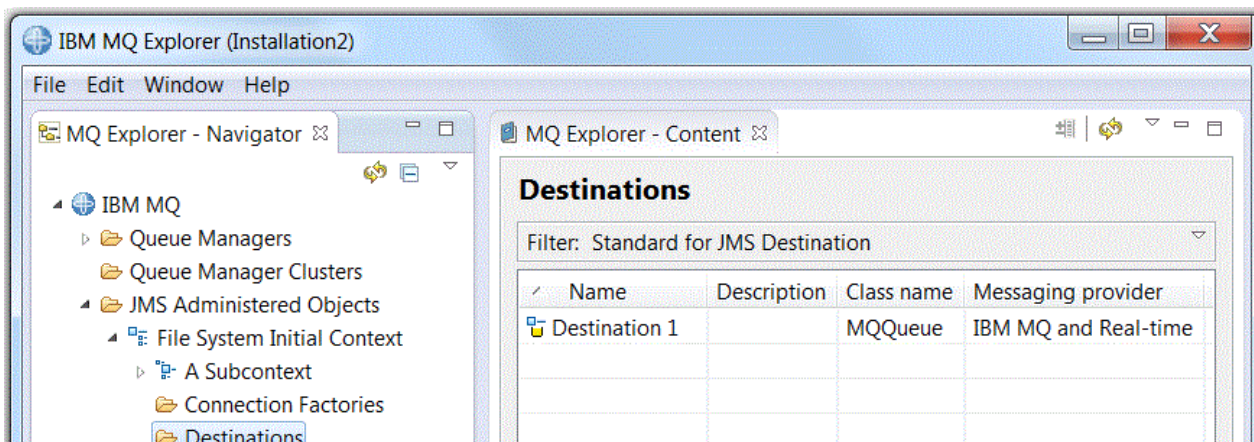 IBM MQ Explorer (Installation2)
File Edit Window Help
MQ Explorer - Navigator
IBM MQ
Queue Managers
Queue Manager Clusters
JMS Administered Objects
File System Initial Context
A Subcontext
Connection Factories
Destinations
MQ Explorer - Content
Destinations
Filter: Standard for JMS Destination
Name Description Class name Messaging provider
Destination 1 MQQueue IBM MQ and Real-time